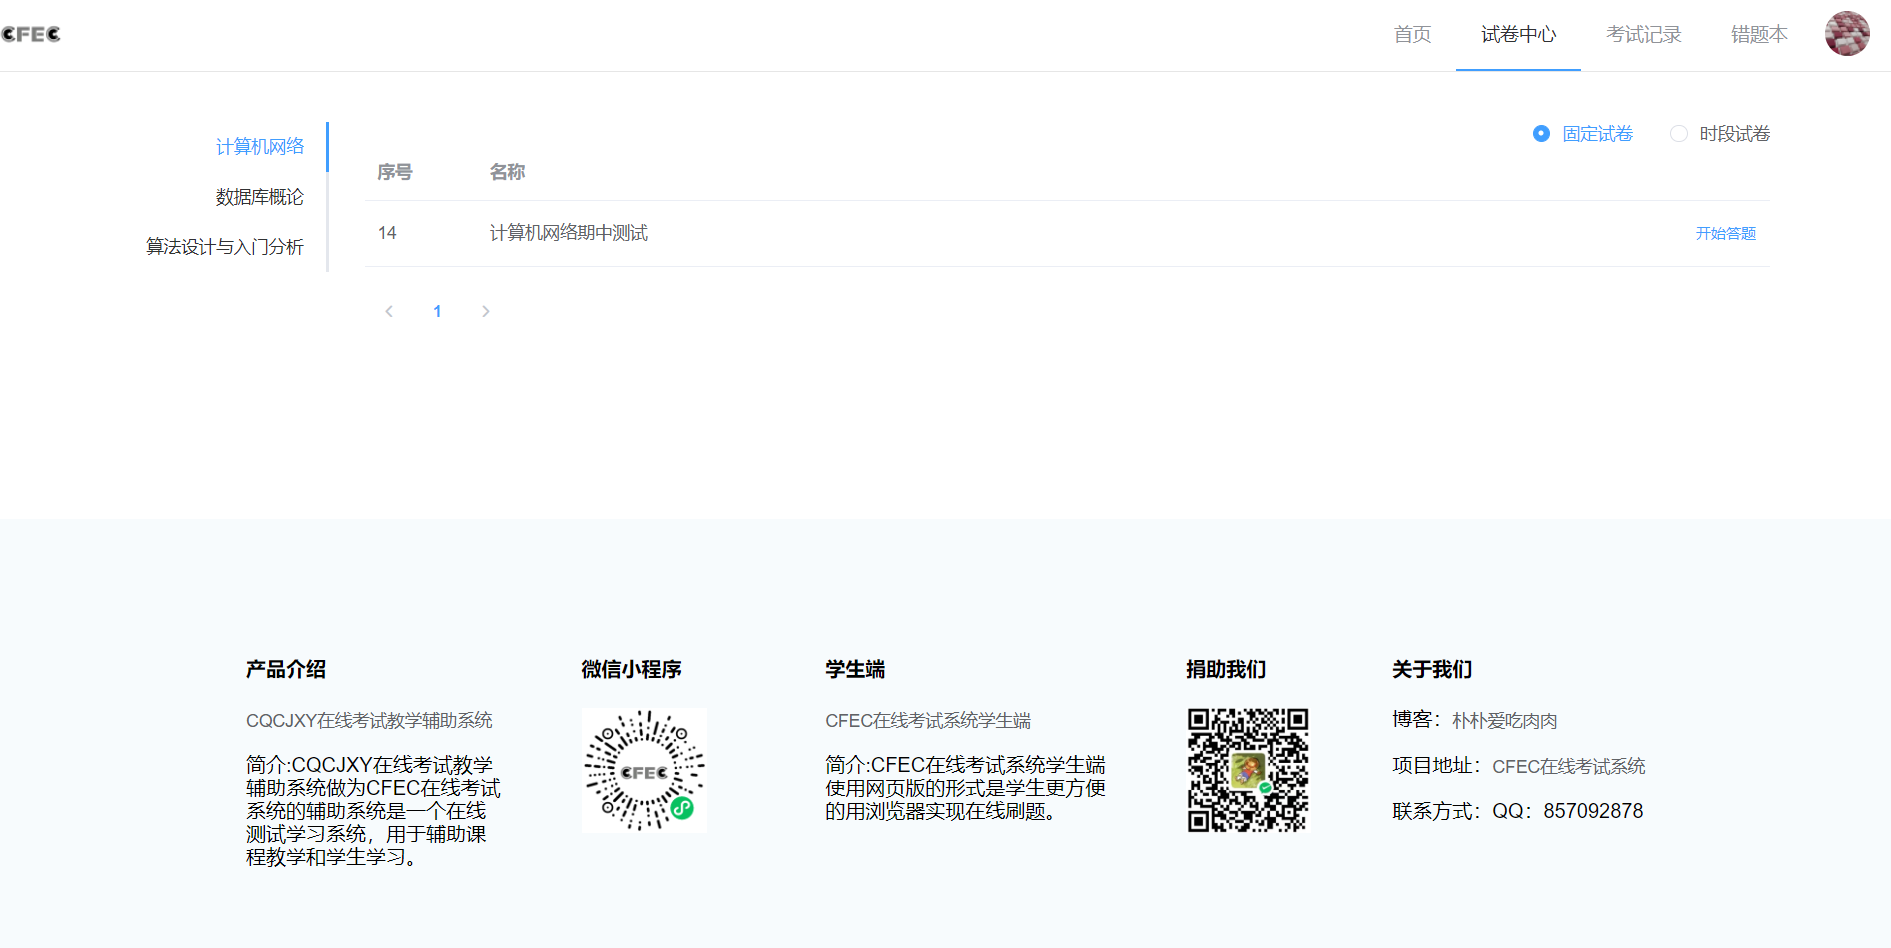 CFEC
首页 试卷中心 考试记录 错题本
计算机网络
数据库概论
算法设计与入门分析
固定试卷 时段试卷
序号 名称
14 计算机网络期中测试 开始答题
1
产品介绍
CQCJXY在线考试教学辅助系统
简介:CQCJXY在线考试教学
辅助系统做为CFEC在线考试
系统的辅助系统是一个在线
测试学习系统，用于辅助课
程教学和学生学习。
微信小程序
CFEC
学生端
CFEC在线考试系统学生端
简介:CFEC在线考试系统学生端
使用网页版的形式是学生更方便
的用浏览器实现在线刷题。
捐助我们
关于我们
博客：朴朴爱吃肉肉
项目地址：CFEC在线考试系统
联系方式：QQ：857092878